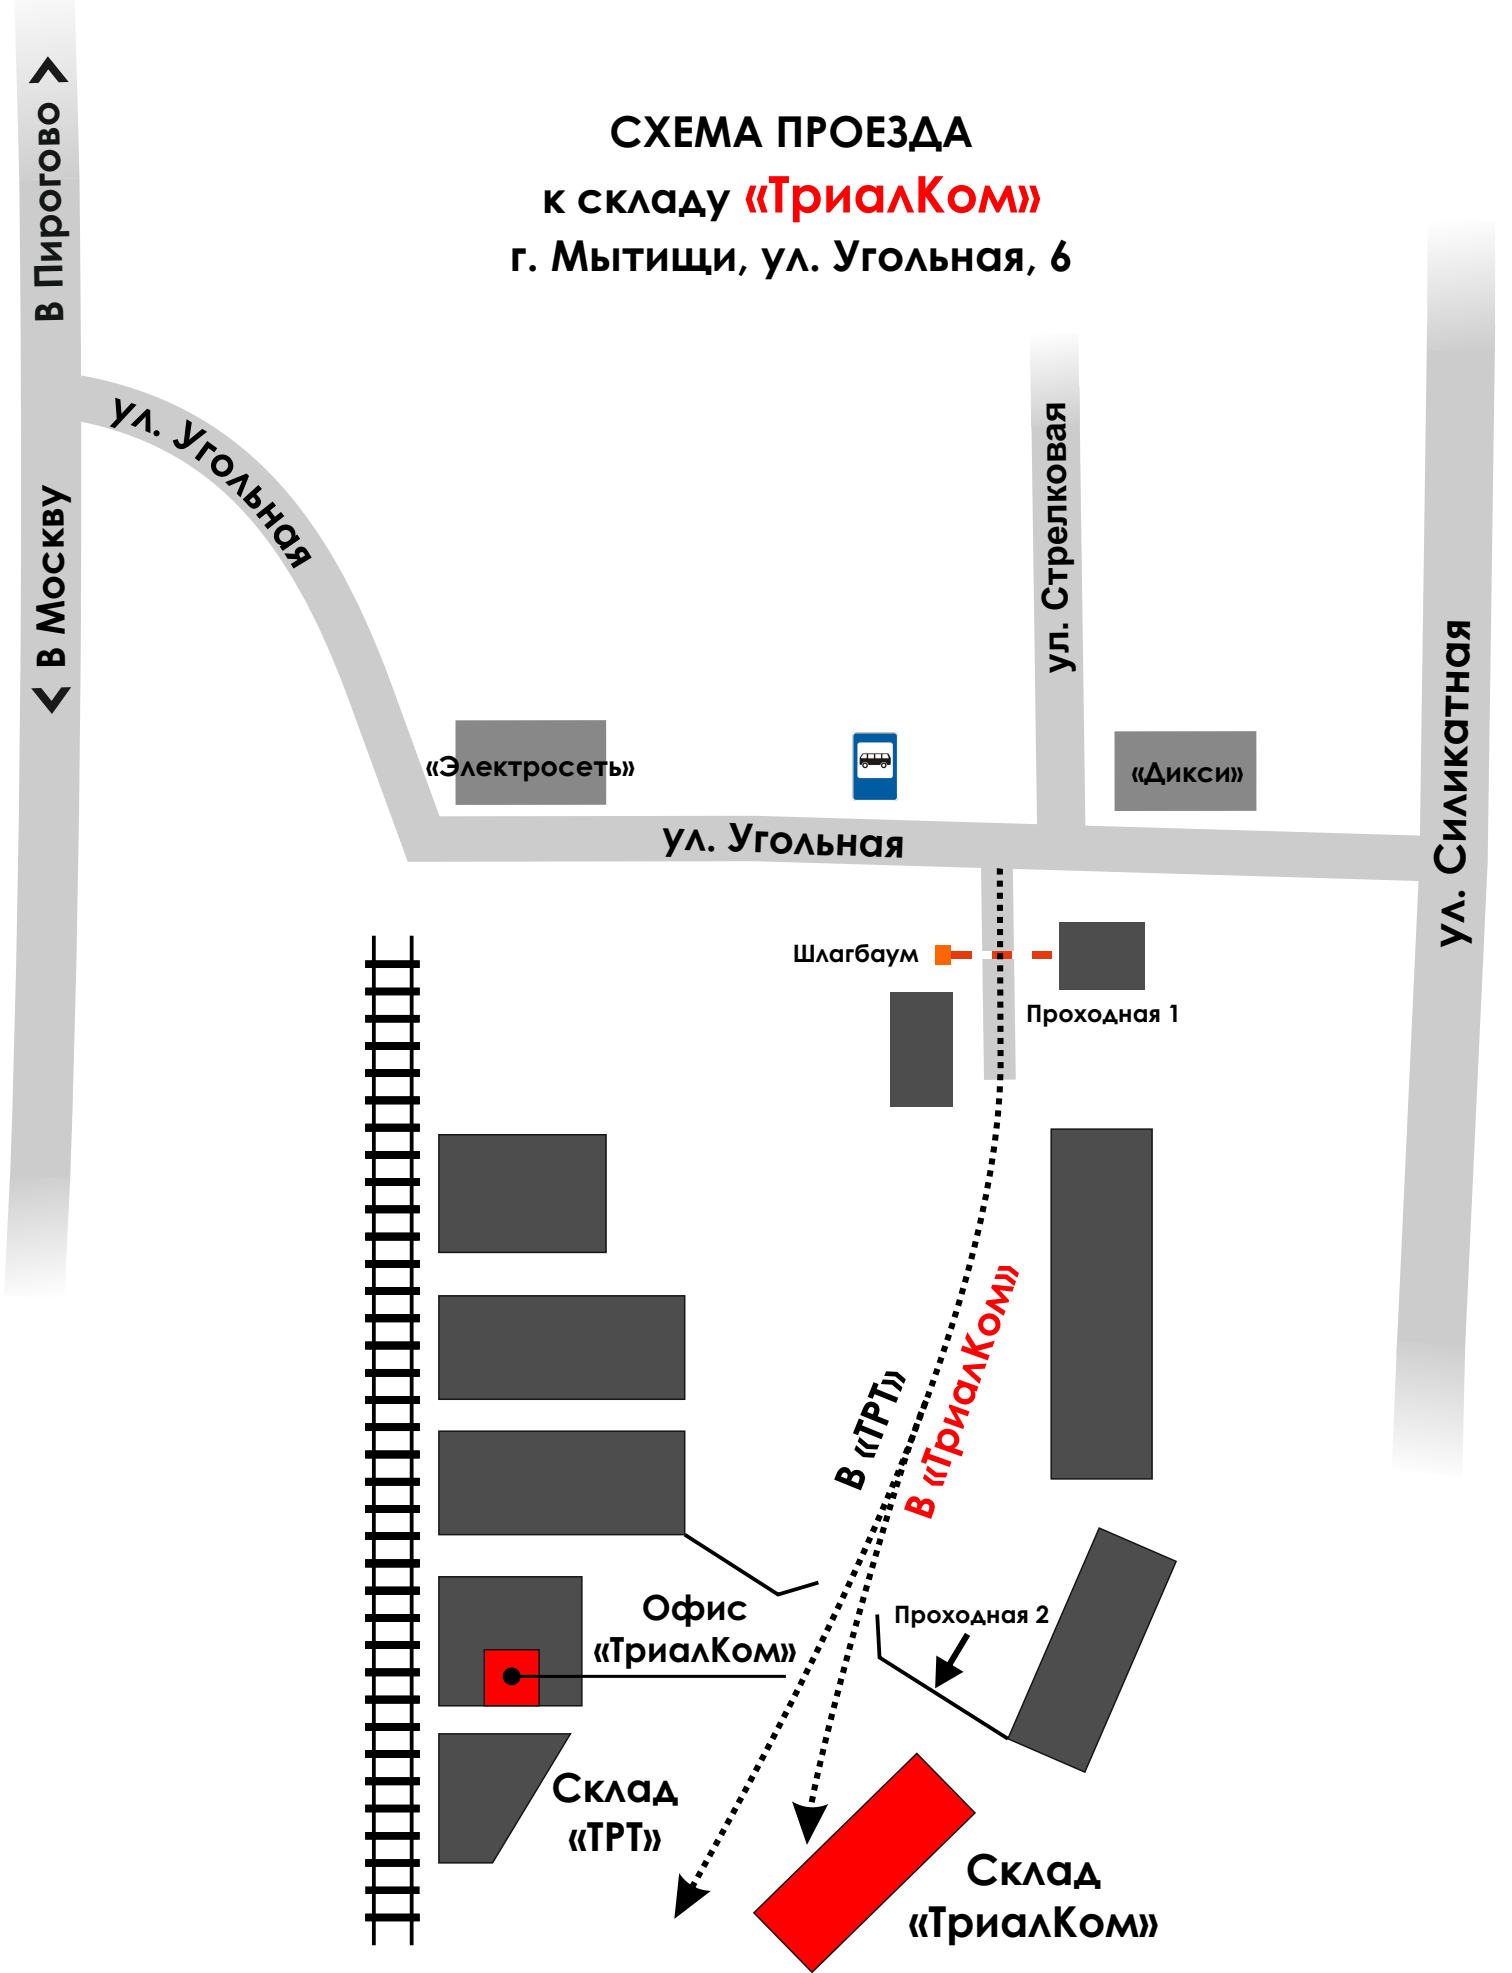 СХЕМА ПРОЕЗДА
к складу «ТриалКом»
г. Мытищи, ул. Угольная, 6
В Пирогово
В Москву
ул. Угольная
ул. Стрелковая
ул. Силикатная
«Электросеть»
«Дикси»
ул. Угольная
Шлагбаум
Проходная 1
В «ТРТ»
В «ТриалКом»
Офис
«ТриалКом»
Проходная 2
Склад
«ТРТ»
Склад
«ТриалКом»